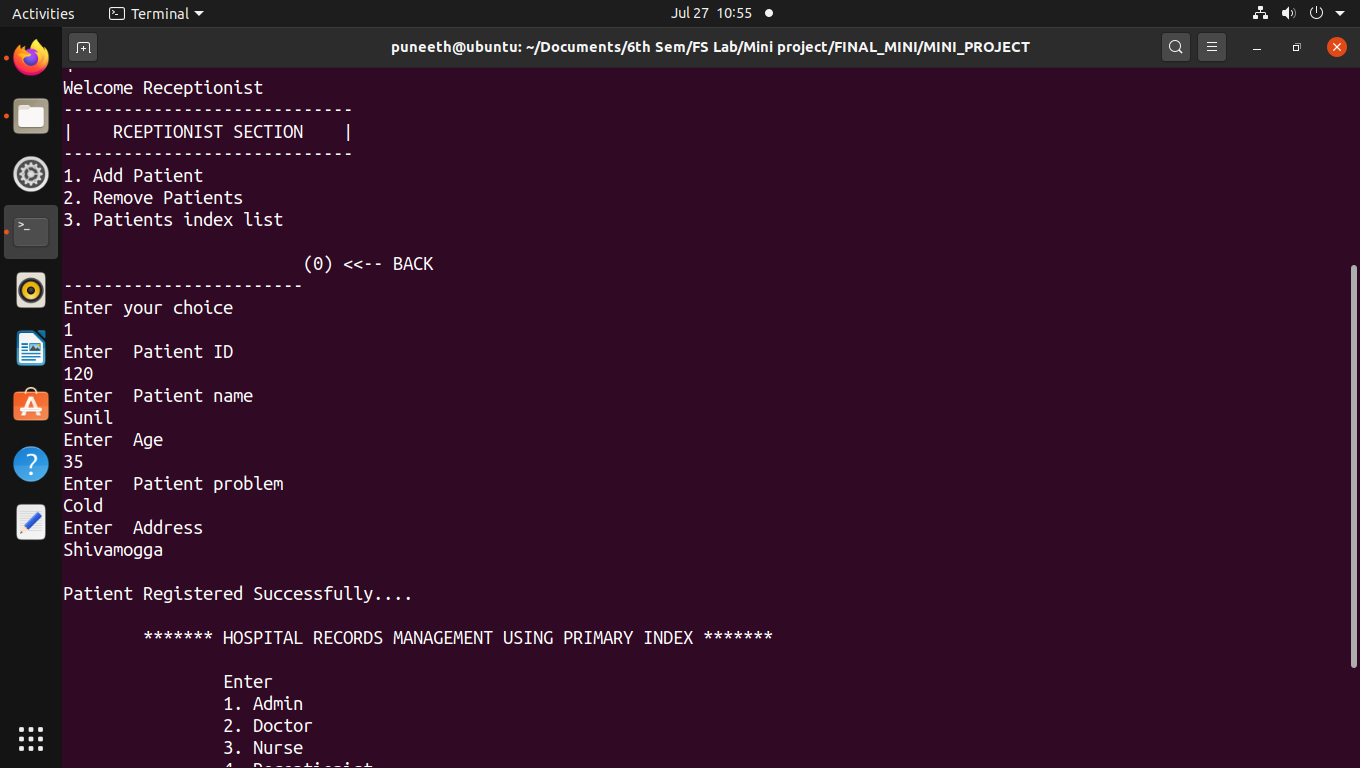 Activities
Terminal
Jul 27 10:55
puneeth@ubuntu: ~/Documents/6th Sem/FS Lab/Mini project/FINAL_MINI/MINI_PROJECT
Welcome Receptionist
-----------------------------
|    RCEPTIONIST SECTION    |
-----------------------------
1. Add Patient
2. Remove Patients
3. Patients index list
(0) <<-- BACK
------------------------
Enter your choice
1
Enter  Patient ID
120
Enter  Patient name
Sunil
Enter  Age
35
Enter  Patient problem
Cold
Enter  Address
Shivamogga
Patient Registered Successfully....
******* HOSPITAL RECORDS MANAGEMENT USING PRIMARY INDEX *******
Enter
1. Admin
2. Doctor
3. Nurse
4. Receptionist